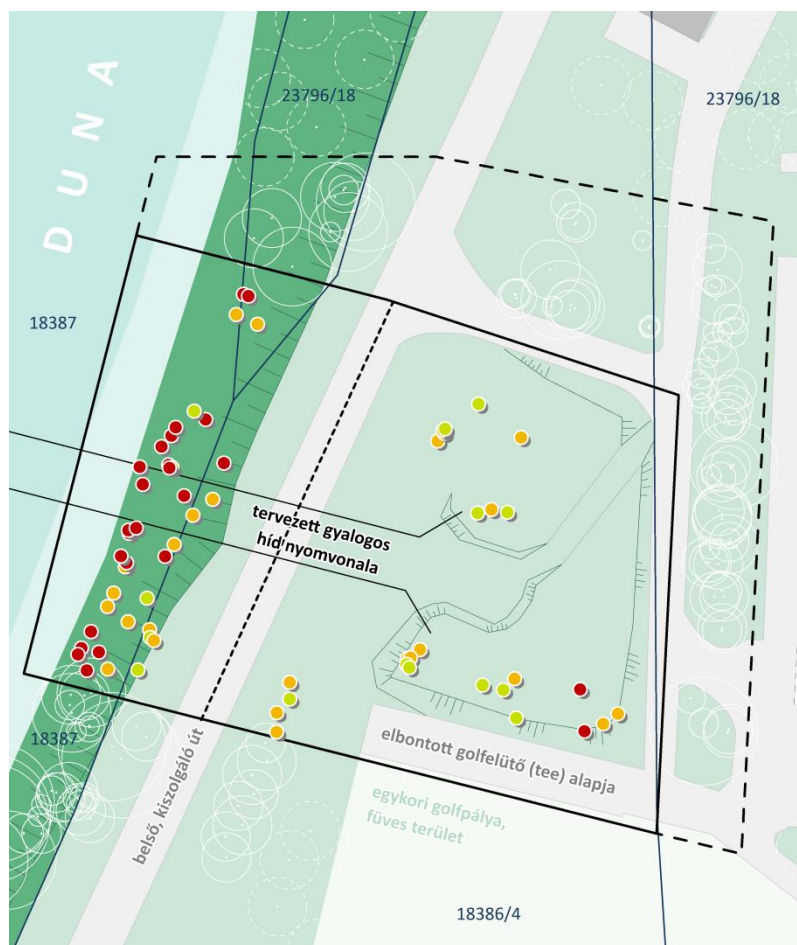 23796/18
23796/18
DUNA
18387
tervezett gyalogos
híd nyomvonala
18387
belső, kiszolgáló út
elbontott golfelütő (tee) alapja
egykori golfpálya,
füves terület
18386/4